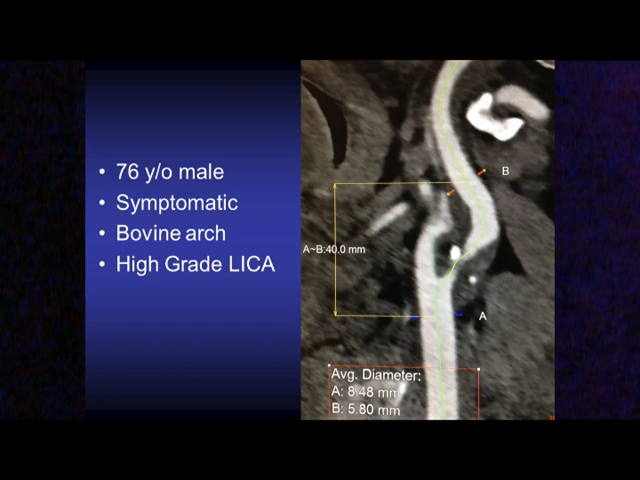 • 76 y/o male
• Symptomatic
• Bovine arch
• High Grade LICA
B
A~B:40.0 mm
A
Avg. Diameter:
A: 8.48 mm
B: 5.80 mm